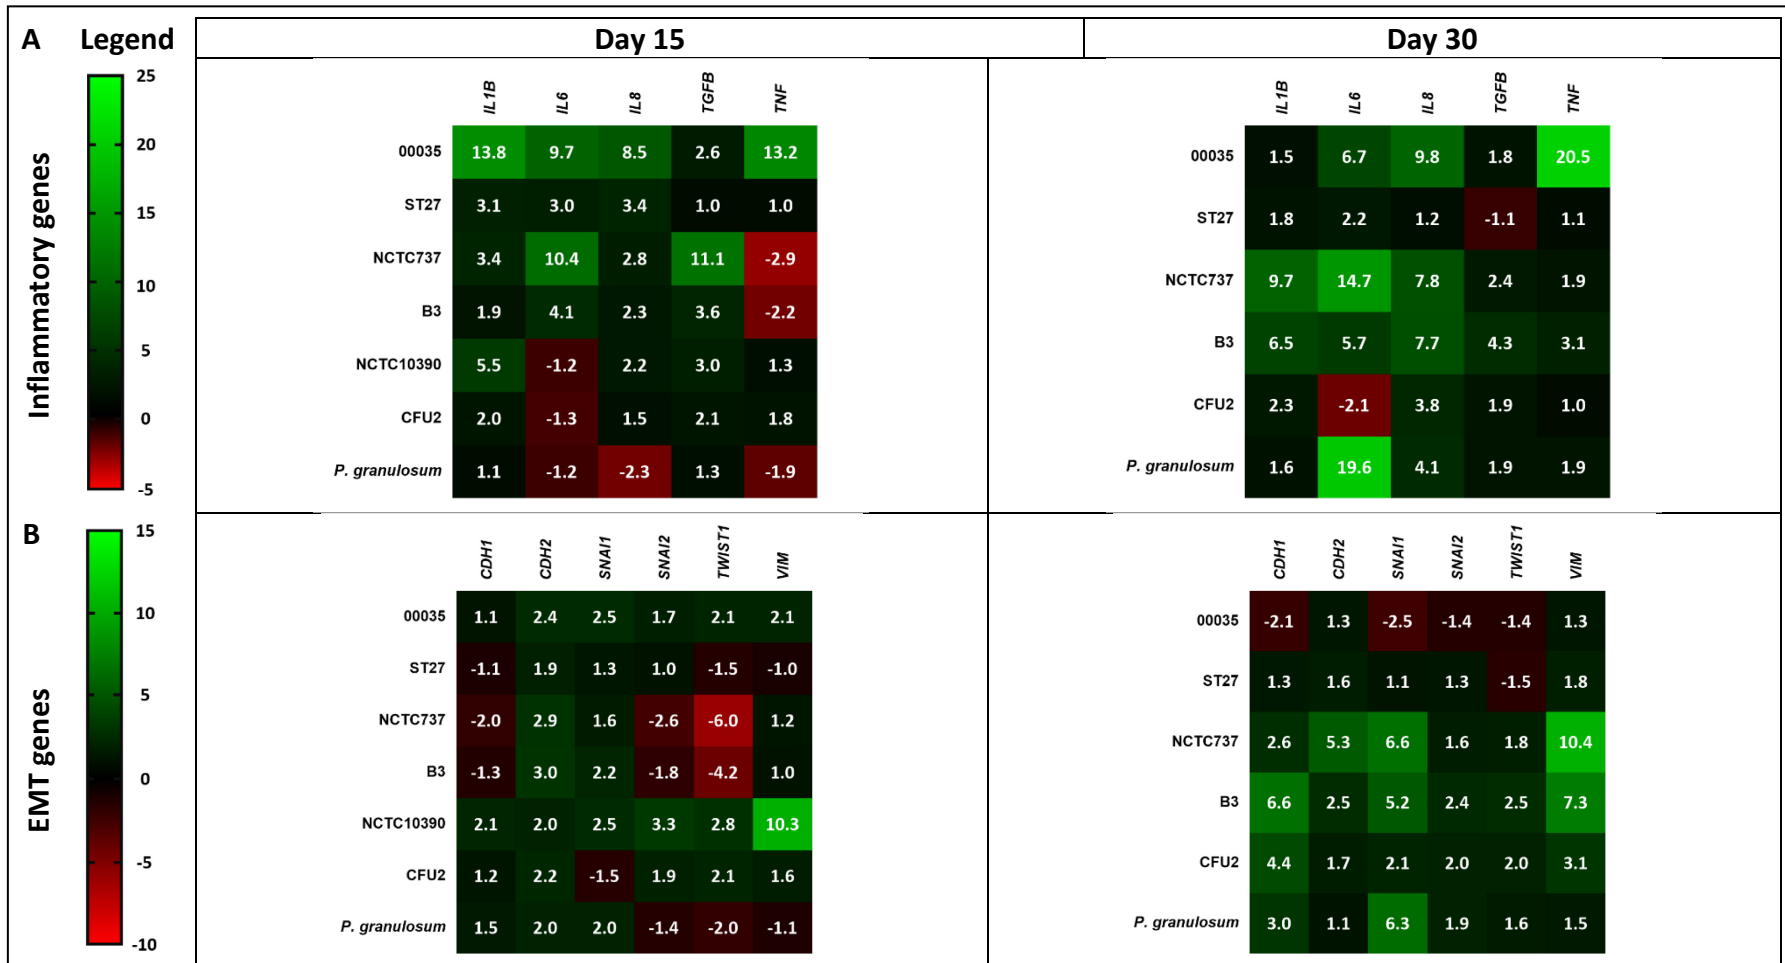 A Legend Day 15 Day 30
Inflammatory genes
25
20
15
10
5
0
-5
IL1B IL6 IL8 TGFB TNF
00035 13.8 9.7 8.5 2.6 13.2
ST27 3.1 3.0 3.4 1.0 1.0
NCTC737 3.4 10.4 2.8 11.1 -2.9
B3 1.9 4.1 2.3 3.6 -2.2
NCTC10390 5.5 -1.2 2.2 3.0 1.3
CFU2 2.0 -1.3 1.5 2.1 1.8
P. granulosum 1.1 -1.2 -2.3 1.3 -1.9
IL1B IL6 IL8 TGFB TNF
00035 1.5 6.7 9.8 1.8 20.5
ST27 1.8 2.2 1.2 -1.1 1.1
NCTC737 9.7 14.7 7.8 2.4 1.9
B3 6.5 5.7 7.7 4.3 3.1
CFU2 2.3 -2.1 3.8 1.9 1.0
P. granulosum 1.6 19.6 4.1 1.9 1.9
B
EMT genes
15
10
5
0
-5
-10
CDH1 CDH2 SNAI1 SNAI2 TWIST1 VIM
00035 1.1 2.4 2.5 1.7 2.1 2.1
ST27 -1.1 1.9 1.3 1.0 -1.5 -1.0
NCTC737 -2.0 2.9 1.6 -2.6 -6.0 1.2
B3 -1.3 3.0 2.2 -1.8 -4.2 1.0
NCTC10390 2.1 2.0 2.5 3.3 2.8 10.3
CFU2 1.2 2.2 -1.5 1.9 2.1 1.6
P. granulosum 1.5 2.0 2.0 -1.4 -2.0 -1.1
CDH1 CDH2 SNAI1 SNAI2 TWIST1 VIM
00035 -2.1 1.3 -2.5 -1.4 -1.4 1.3
ST27 1.3 1.6 1.1 1.3 -1.5 1.8
NCTC737 2.6 5.3 6.6 1.6 1.8 10.4
B3 6.6 2.5 5.2 2.4 2.5 7.3
CFU2 4.4 1.7 2.1 2.0 2.0 3.1
P. granulosum 3.0 1.1 6.3 1.9 1.6 1.5